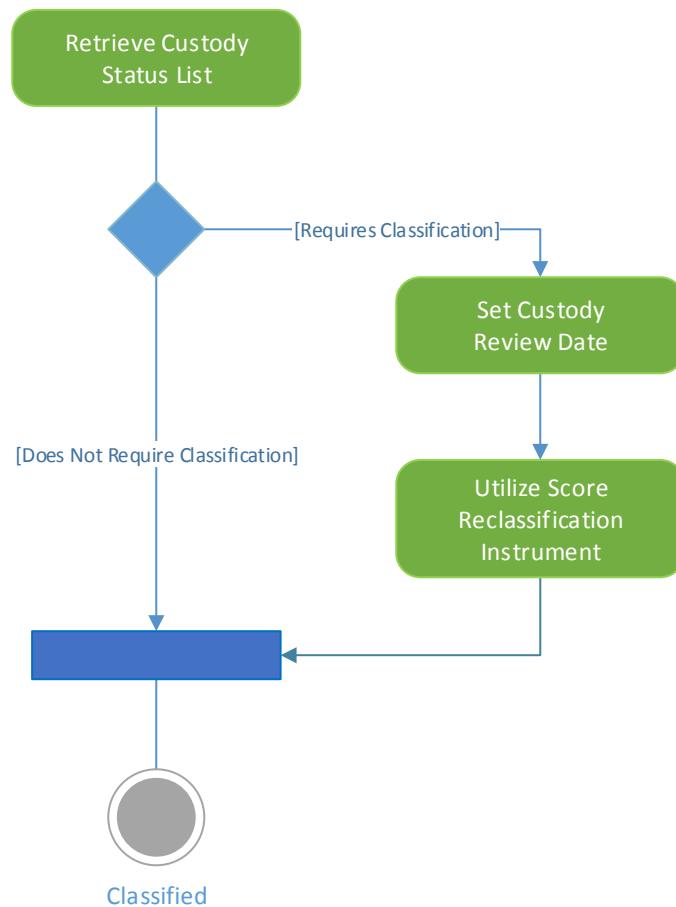 Retrieve Custody
Status List
[Requires Classification]
Set Custody
Review Date
[Does Not Require Classification]
Utilize Score
Reclassification
Instrument
Classified